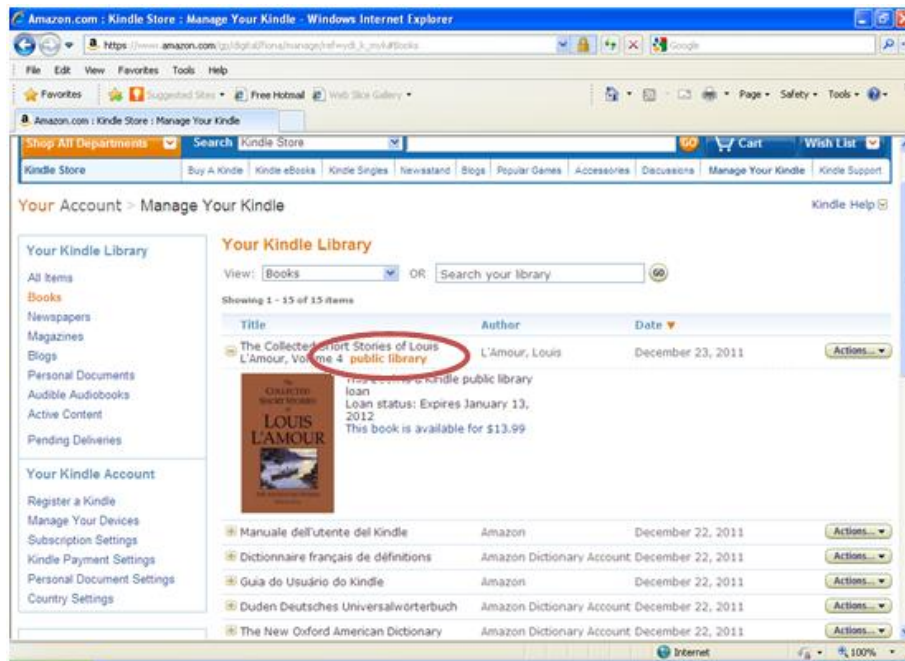 Amazon.com : Kindle Store : Manage Your Kindle - Windows Internet Explorer
https://www.amazon.com/gp/digital/fiona/manage/
Google
File Edit View Favorites Tools Help
Favorites Suggested Sites Free Hotmail Web Slice Gallery Page Safety Tools
Amazon.com : Kindle Store : Manage Your Kindle
Shop All Departments Search Kindle Store GO Cart Wish List
Kindle Store Buy A Kindle Kindle eBooks Kindle Singles Newsstand Blogs Popular Games Accessories Discussions Manage Your Kindle Kindle Support
Your Account > Manage Your Kindle Kindle Help
Your Kindle Library
All Items
Books
Newspapers
Magazines
Blogs
Personal Documents
Audible Audiobooks
Active Content
Pending Deliveries
Your Kindle Account
Register a Kindle
Manage Your Devices
Subscription Settings
Kindle Payment Settings
Personal Document Settings
Country Settings
Your Kindle Library
View: Books OR Search your library GO
Showing 1 - 15 of 15 items
Title Author Date
The Collected Short Stories of Louis
L'Amour, Volume 4 public library L'Amour, Louis December 23, 2011 Actions...
is a Kindle public library
loan
Loan status: Expires January 13,
2012
This book is available for $13.99
The
COLLECTED
SHORT STORIES
of
LOUIS
L'AMOUR
Manuale dell'utente del Kindle Amazon December 22, 2011 Actions...
Dictionnaire français de définitions Amazon Dictionary Account December 22, 2011 Actions...
Guia do Usuário do Kindle Amazon December 22, 2011 Actions...
Duden Deutsches Universalwörterbuch Amazon Dictionary Account December 22, 2011 Actions...
The New Oxford American Dictionary Amazon Dictionary Account December 22, 2011 Actions...
Internet 100%